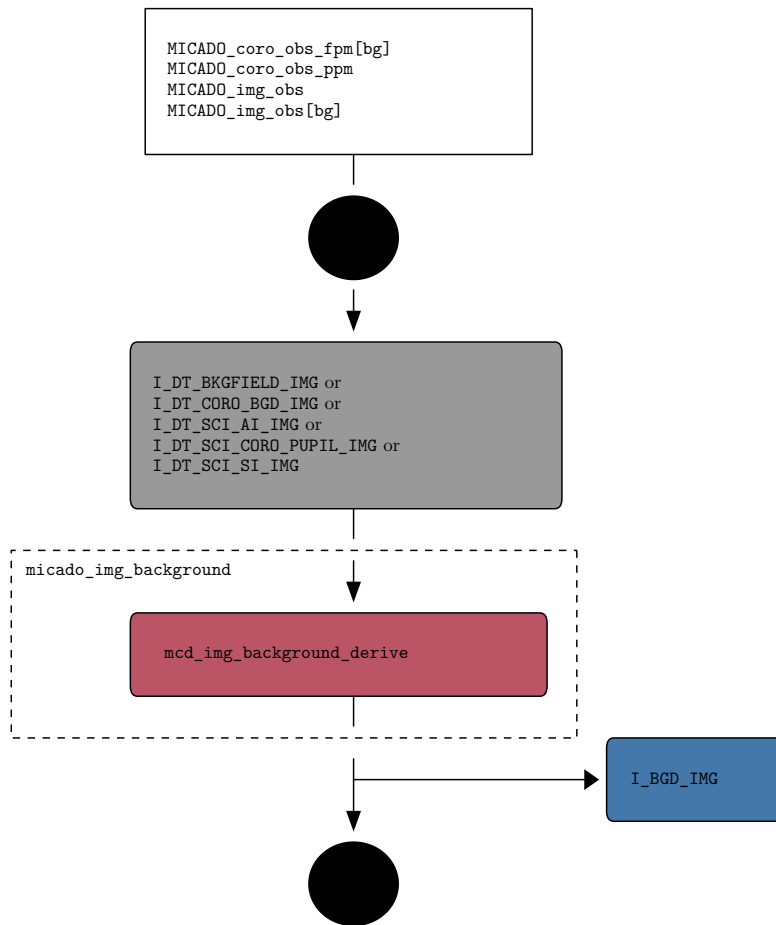 MICADO_coro_obs_fpm[bg]
MICADO_coro_obs_ppm
MICADO_img_obs
MICADO_img_obs[bg]
I_DT_BKGFIELD_IMG or
I_DT_CORO_BGD_IMG or
I_DT_SCI_AI_IMG or
I_DT_SCI_CORO_PUPIL_IMG or
I_DT_SCI_SI_IMG
micado_img_background
mcd_img_background_derive
I_BGD_IMG